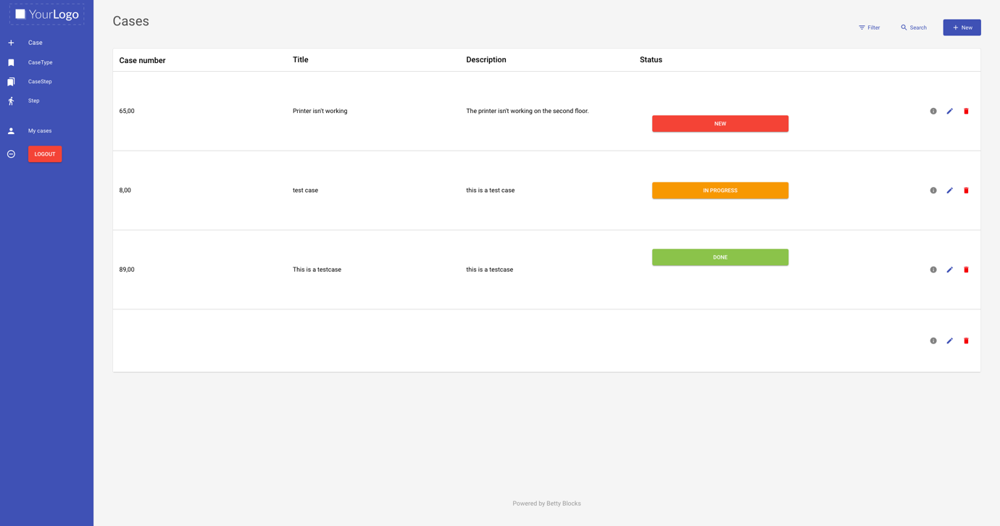 YourLogo
Case
CaseType
CaseStep
Step
My cases
LOGOUT
Cases
Filter
Search
New
Case number Title Description Status
65,00 Printer isn't working The printer isn't working on the second floor.
NEW
8,00 test case this is a test case IN PROGRESS
DONE
89,00 This is a testcase this is a testcase
Powered by Betty Blocks